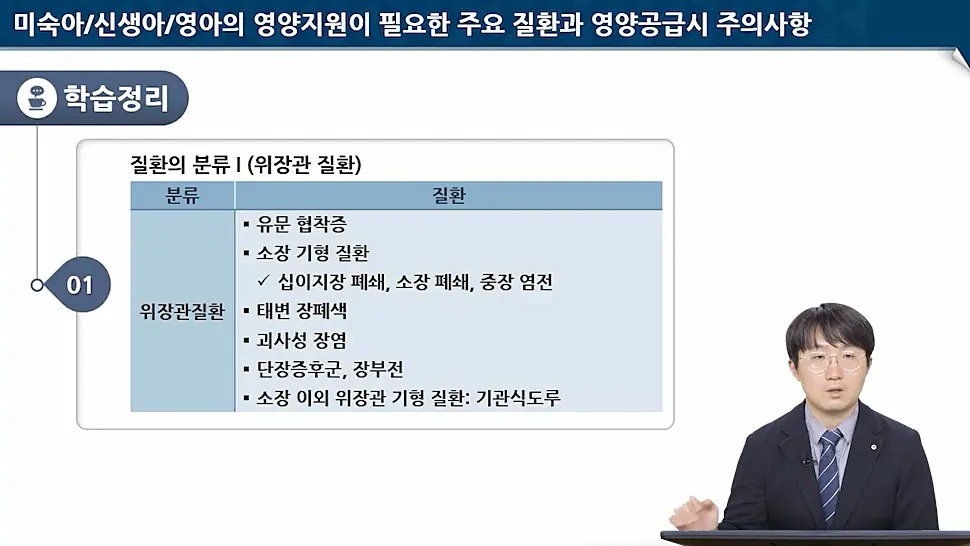 미숙아/신생아/영아의 영양지원이 필요한 주요 질환과 영양공급시 주의사항
학습정리
질환의 분류 I (위장관 질환)
분류 질환
01
위장관질환
▪ 유문 협착증
▪ 소장 기형 질환
✓ 십이지장 폐쇄, 소장 폐쇄, 중장 염전
▪ 태변 장폐색
▪ 괴사성 장염
▪ 단장증후군, 장부전
▪ 소장 이외 위장관 기형 질환: 기관식도루